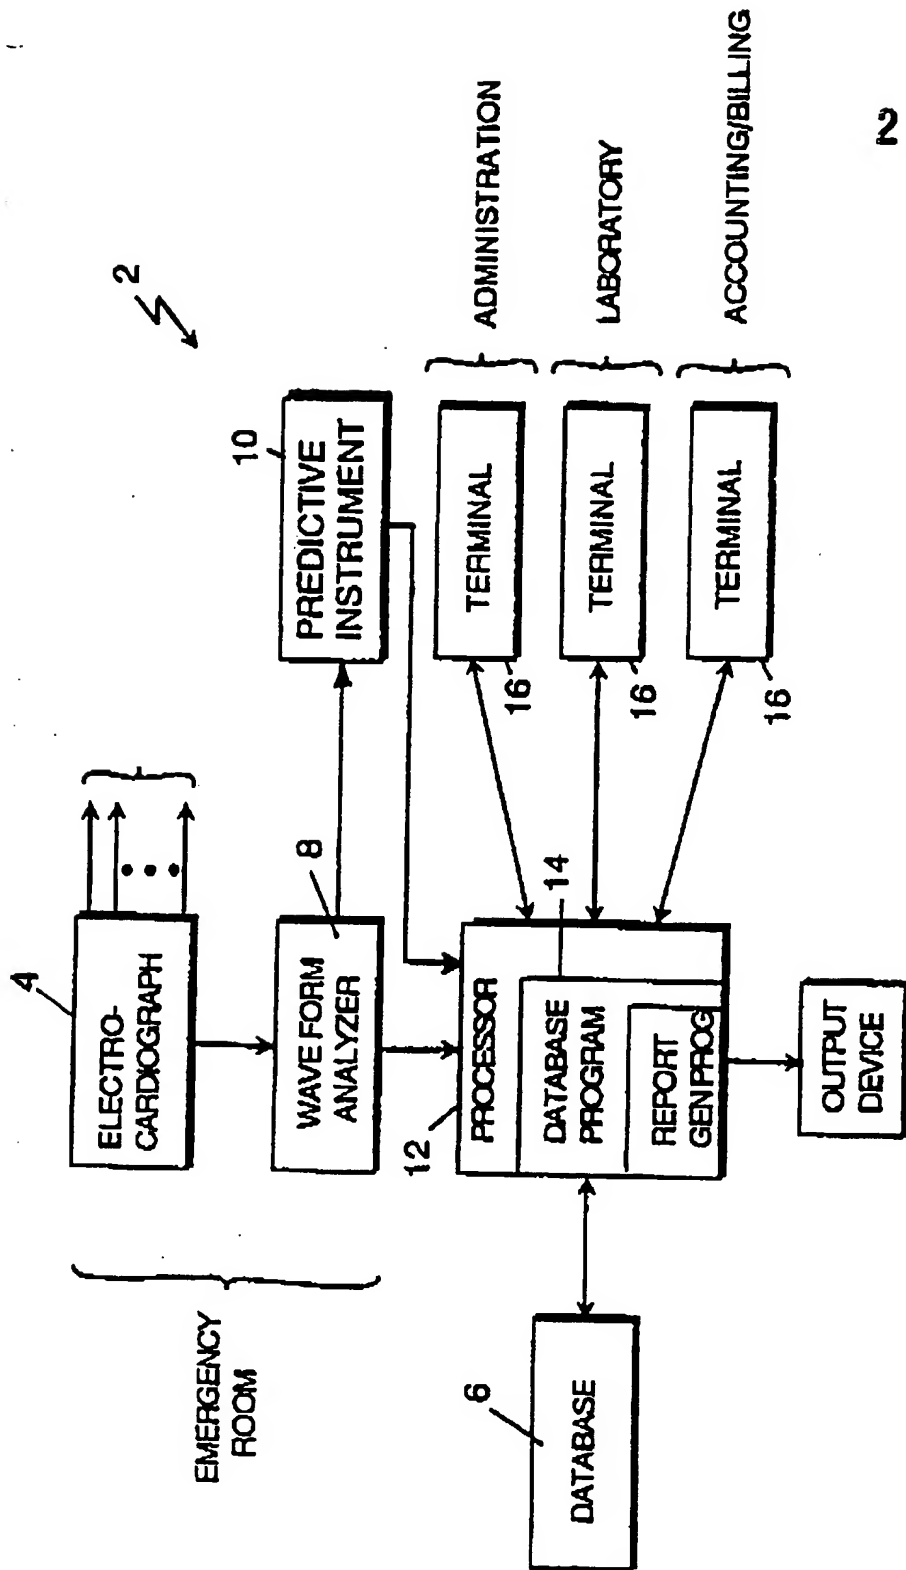 2
4
ELECTRO-
CARDIOGRAPH
8
WAVE FORM
ANALYZER
10
PREDICTIVE
INSTRUMENT
EMERGENCY
ROOM
12
PROCESSOR
14
DATABASE
PROGRAM
REPORT
GEN PROG
6
DATABASE
OUTPUT
DEVICE
TERMINAL
16
ADMINISTRATION
TERMINAL
16
LABORATORY
TERMINAL
16
ACCOUNTING/BILLING
2